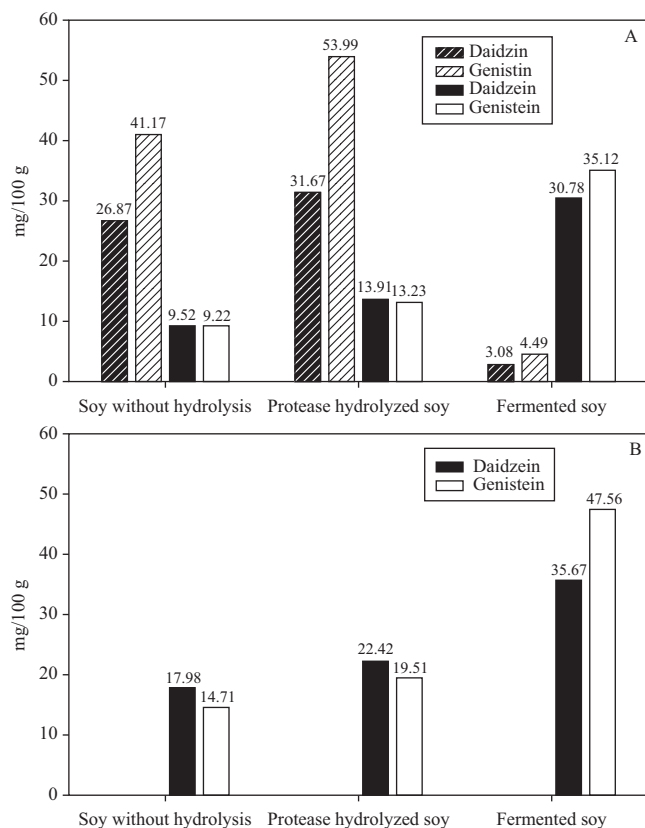 60
A
Daidzin
Genistin
Daidzein
Genistein
53.99
50
41.17
40
35.12
31.67
30.78
30
26.87
mg/100 g
20
13.91
13.23
9.52
9.22
10
3.08
4.49
0
Soy without hydrolysis
Protease hydrolyzed soy
Fermented soy
60
B
Daidzein
Genistein
50
47.56
40
35.67
mg/100 g
30
22.42
19.51
20
17.98
14.71
10
0
Soy without hydrolysis
Protease hydrolyzed soy
Fermented soy